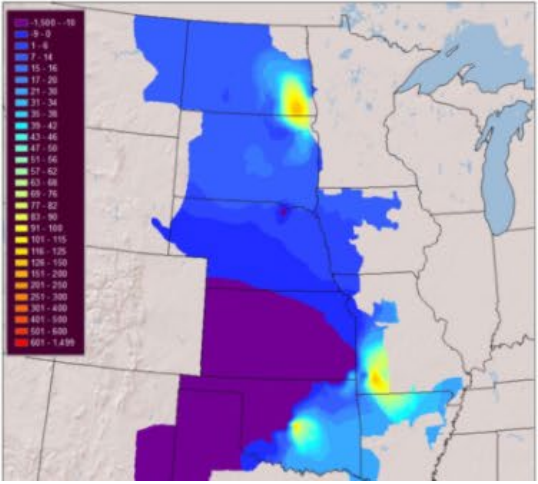 -1,500 - -10
-9 - 0
1 - 6
7 - 14
15 - 16
17 - 20
21 - 30
31 - 34
35 - 38
39 - 42
43 - 46
47 - 50
51 - 56
57 - 62
63 - 68
69 - 76
77 - 82
83 - 90
91 - 100
101 - 115
116 - 125
126 - 150
151 - 200
201 - 250
251 - 300
301 - 400
401 - 500
501 - 600
601 - 1,499